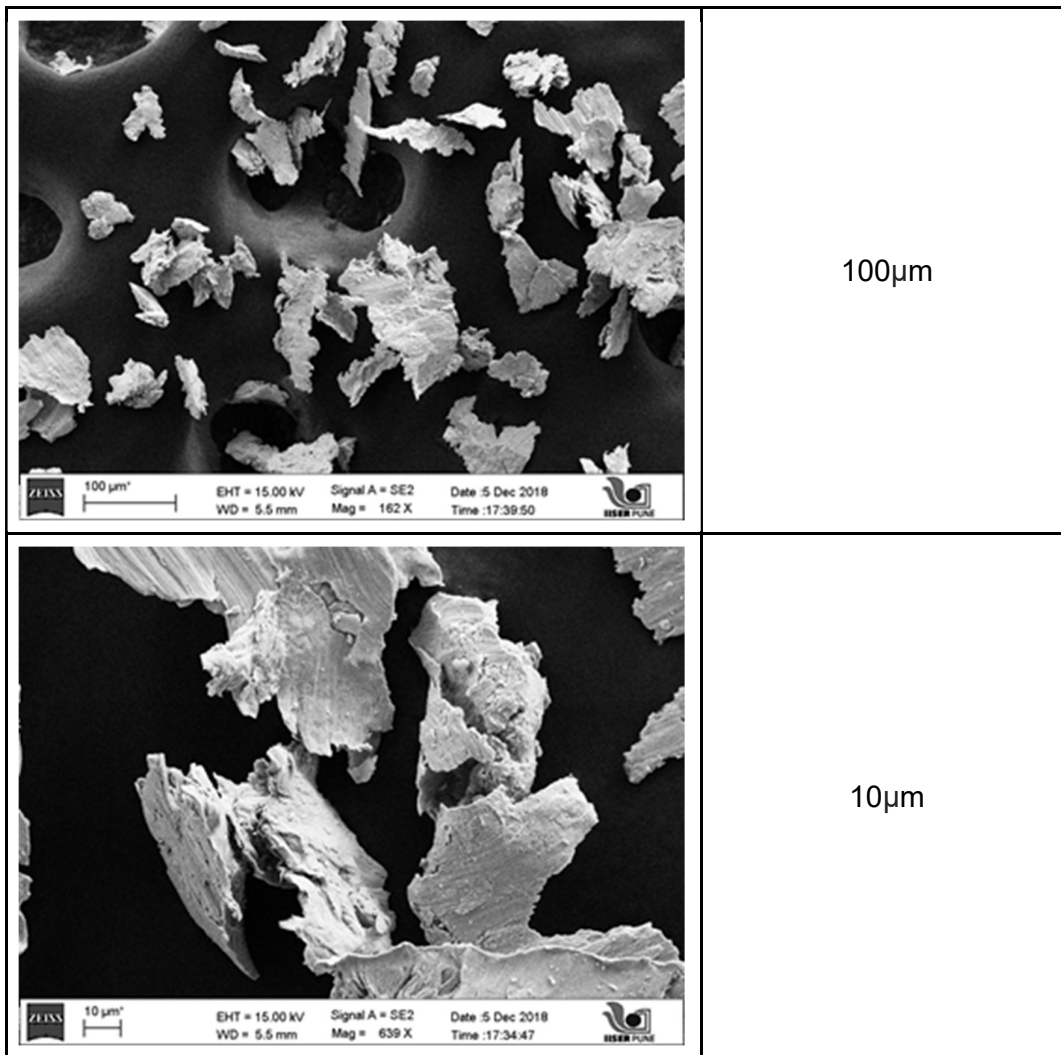 100µm
100 µm*
ZEISS
EHT = 15.00 kV Signal A = SE2 Date :5 Dec 2018
WD = 5.5 mm Mag = 162 X Time :17:39:50
IISER PUNE
10µm
10 µm*
ZEISS
EHT = 15.00 kV Signal A = SE2 Date :5 Dec 2018
WD = 5.5 mm Mag = 639 X Time :17:34:47
IISER PUNE